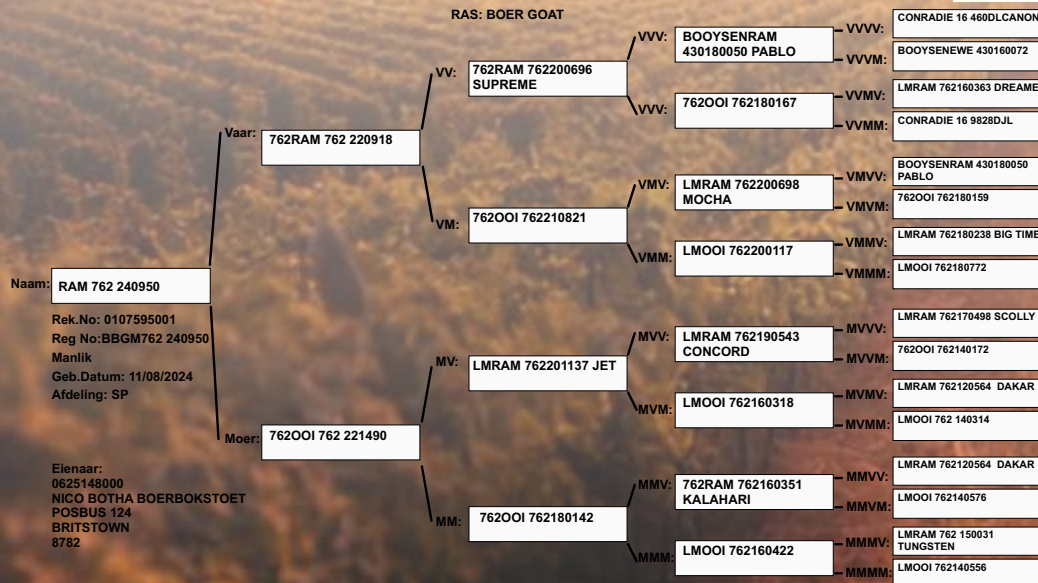 RAS: BOER GOAT
Naam:
RAM 762 240950
Rek.No: 0107595001
Reg No:BBGM762 240950
Manlik
Geb.Datum: 11/08/2024
Afdeling: SP
Eienaar:
0625148000
NICO BOTHA BOERBOKSTOET
POSBUS 124
BRITSTOWN
8782
Vaar:
762RAM 762 220918
Moer:
762OOI 762 221490
VV:
762RAM 762200696
SUPREME
VM:
762OOI 762210821
MV:
LMRAM 762201137 JET
MM:
762OOI 762180142
VVV:
BOOYSENRAM
430180050 PABLO
VVV:
762OOI 762180167
VMV:
LMRAM 762200698
MOCHA
VMM:
LMOOI 762200117
MVV:
LMRAM 762190543
CONCORD
MVM:
LMOOI 762160318
MMV:
762RAM 762160351
KALAHARI
MMM:
LMOOI 762160422
VVVV:
CONRADIE 16 460DLCANON
VVVM:
BOOYSENEWE 430160072
VVMV:
LMRAM 762160363 DREAME
VVMM:
CONRADIE 16 9828DJL
VMVV:
BOOYSENRAM 430180050
PABLO
VMVM:
762OOI 762180159
VMMV:
LMRAM 762180238 BIG TIME
VMMM:
LMOOI 762180772
MVVV:
LMRAM 762170498 SCOLLY
MVVM:
762OOI 762140172
MVMV:
LMRAM 762120564 DAKAR
MVMM:
LMOOI 762 140314
MMVV:
LMRAM 762120564 DAKAR
MMVM:
LMOOI 762140576
MMMV:
LMRAM 762 150031
TUNGSTEN
MMMM:
LMOOI 762140556